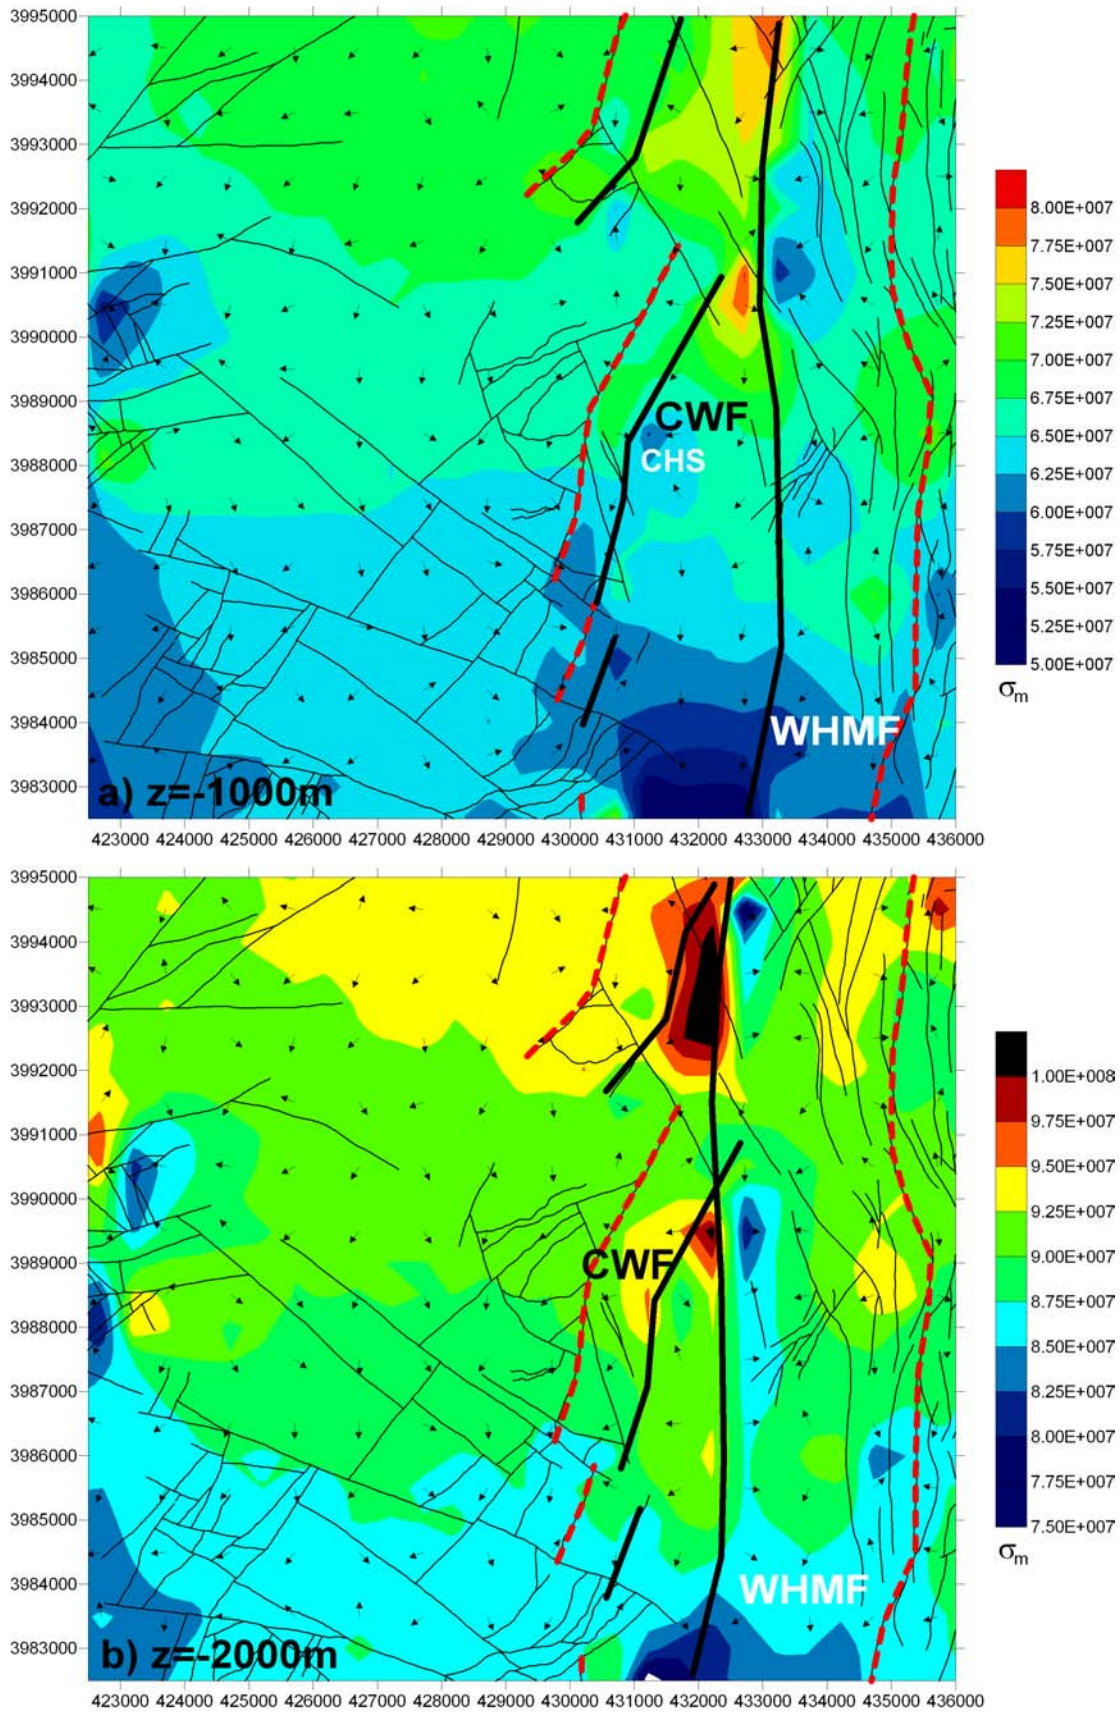 3995000
3994000
3993000
3992000
3991000
3990000
3989000
3988000
3987000
3986000
3985000
3984000
3983000
CWF
CHS
WHMF
a) z=-1000m
423000 424000 425000 426000 427000 428000 429000 430000 431000 432000 433000 434000 435000 436000
8.00E+007
7.75E+007
7.50E+007
7.25E+007
7.00E+007
6.75E+007
6.50E+007
6.25E+007
6.00E+007
5.75E+007
5.50E+007
5.25E+007
5.00E+007
σm
3995000
3994000
3993000
3992000
3991000
3990000
3989000
3988000
3987000
3986000
3985000
3984000
3983000
CWF
WHMF
b) z=-2000m
423000 424000 425000 426000 427000 428000 429000 430000 431000 432000 433000 434000 435000 436000
1.00E+008
9.75E+007
9.50E+007
9.25E+007
9.00E+007
8.75E+007
8.50E+007
8.25E+007
8.00E+007
7.75E+007
7.50E+007
σm